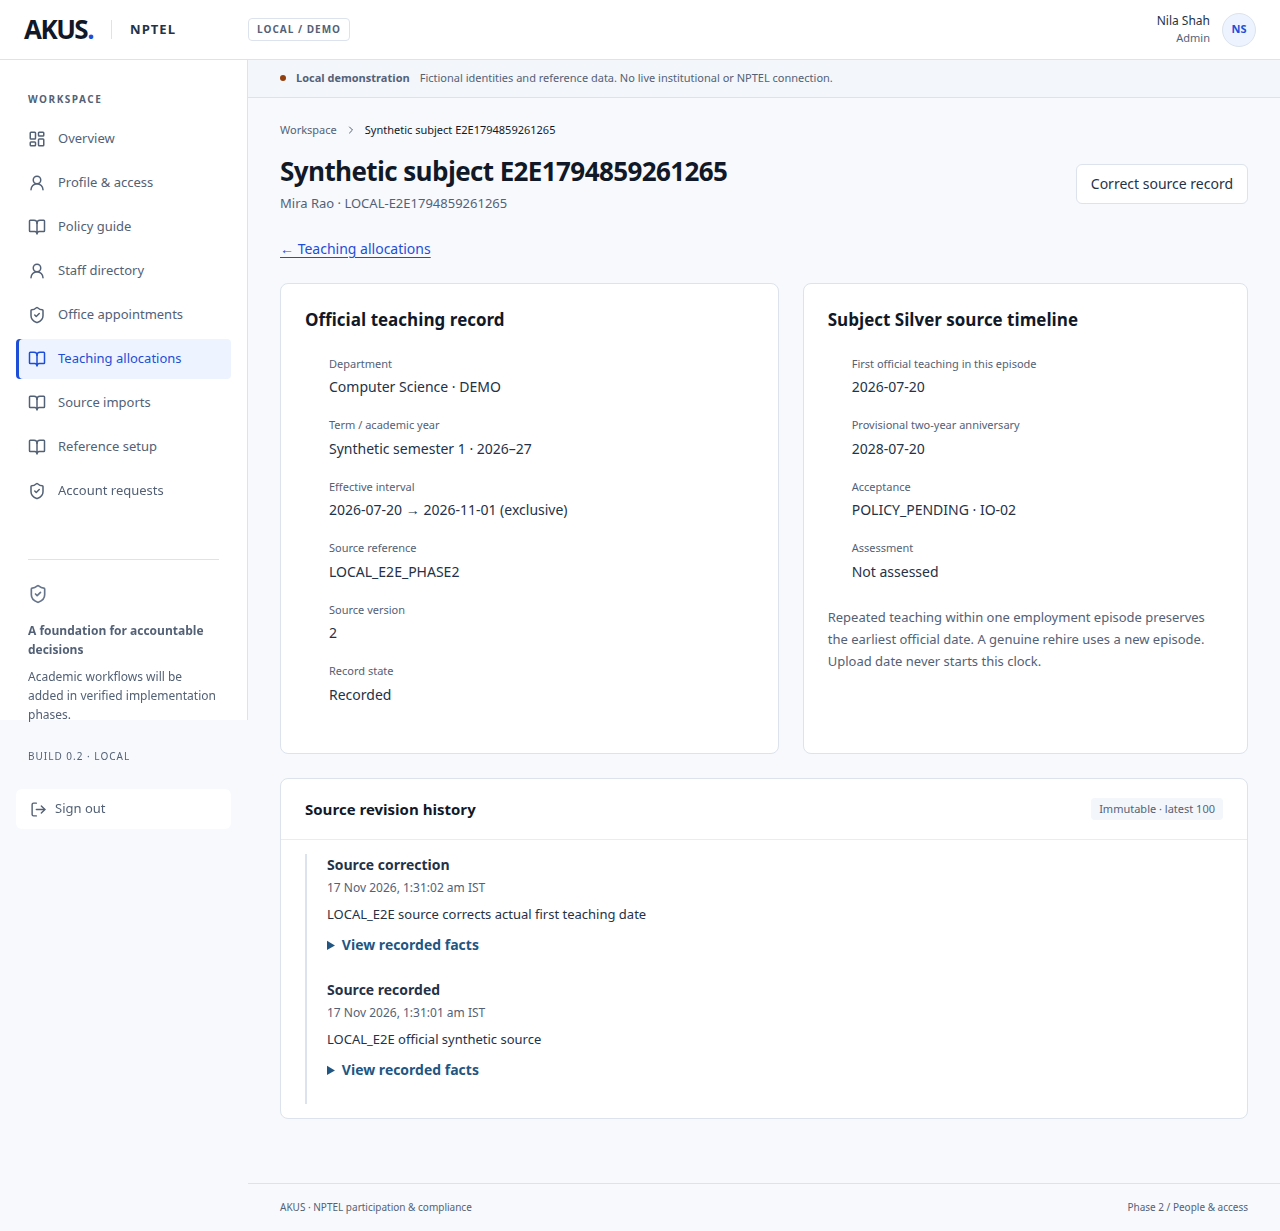 AKUS.
NPTEL
LOCAL / DEMO
Nila Shah
Admin
NS
WORKSPACE
Overview
Profile & access
Policy guide
Staff directory
Office appointments
Teaching allocations
Source imports
Reference setup
Account requests
A foundation for accountable
decisions
Academic workflows will be
added in verified implementation
phases.
BUILD 0.2 · LOCAL
Sign out
Local demonstration Fictional identities and reference data. No live institutional or NPTEL connection.
Workspace > Synthetic subject E2E1794859261265
Synthetic subject E2E1794859261265
Mira Rao · LOCAL-E2E1794859261265
Correct source record
← Teaching allocations
Official teaching record
Department
Computer Science · DEMO
Term / academic year
Synthetic semester 1 · 2026–27
Effective interval
2026-07-20 → 2026-11-01 (exclusive)
Source reference
LOCAL_E2E_PHASE2
Source version
2
Record state
Recorded
Subject Silver source timeline
First official teaching in this episode
2026-07-20
Provisional two-year anniversary
2028-07-20
Acceptance
POLICY_PENDING · IO-02
Assessment
Not assessed
Repeated teaching within one employment episode preserves
the earliest official date. A genuine rehire uses a new episode.
Upload date never starts this clock.
Source revision history
Immutable · latest 100
Source correction
17 Nov 2026, 1:31:02 am IST
LOCAL_E2E source corrects actual first teaching date
▶ View recorded facts
Source recorded
17 Nov 2026, 1:31:01 am IST
LOCAL_E2E official synthetic source
▶ View recorded facts
AKUS · NPTEL participation & compliance
Phase 2 / People & access